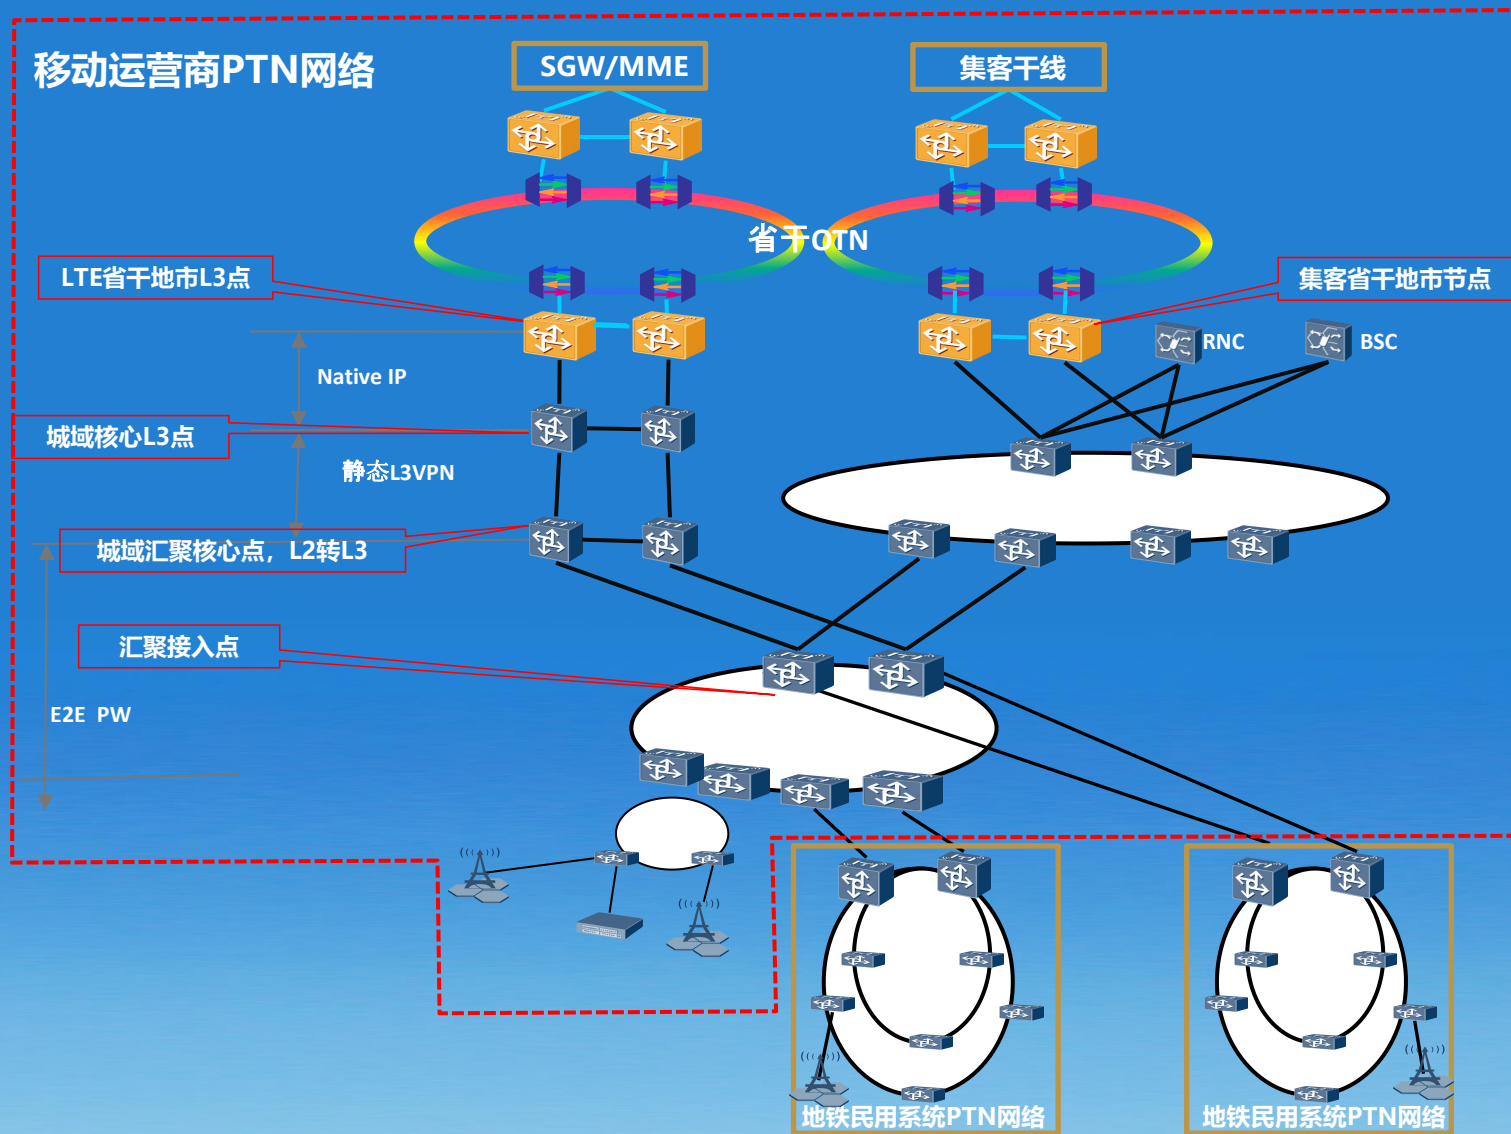 移动运营商PTN网络
SGW/MME
集客干线
省干OTN
LTE省干地市L3点
集客省干地市节点
RNC
BSC
Native IP
城域核心L3点
静态L3VPN
城域汇聚核心点，L2转L3
汇聚接入点
E2E PW
地铁民用系统PTN网络
地铁民用系统PTN网络